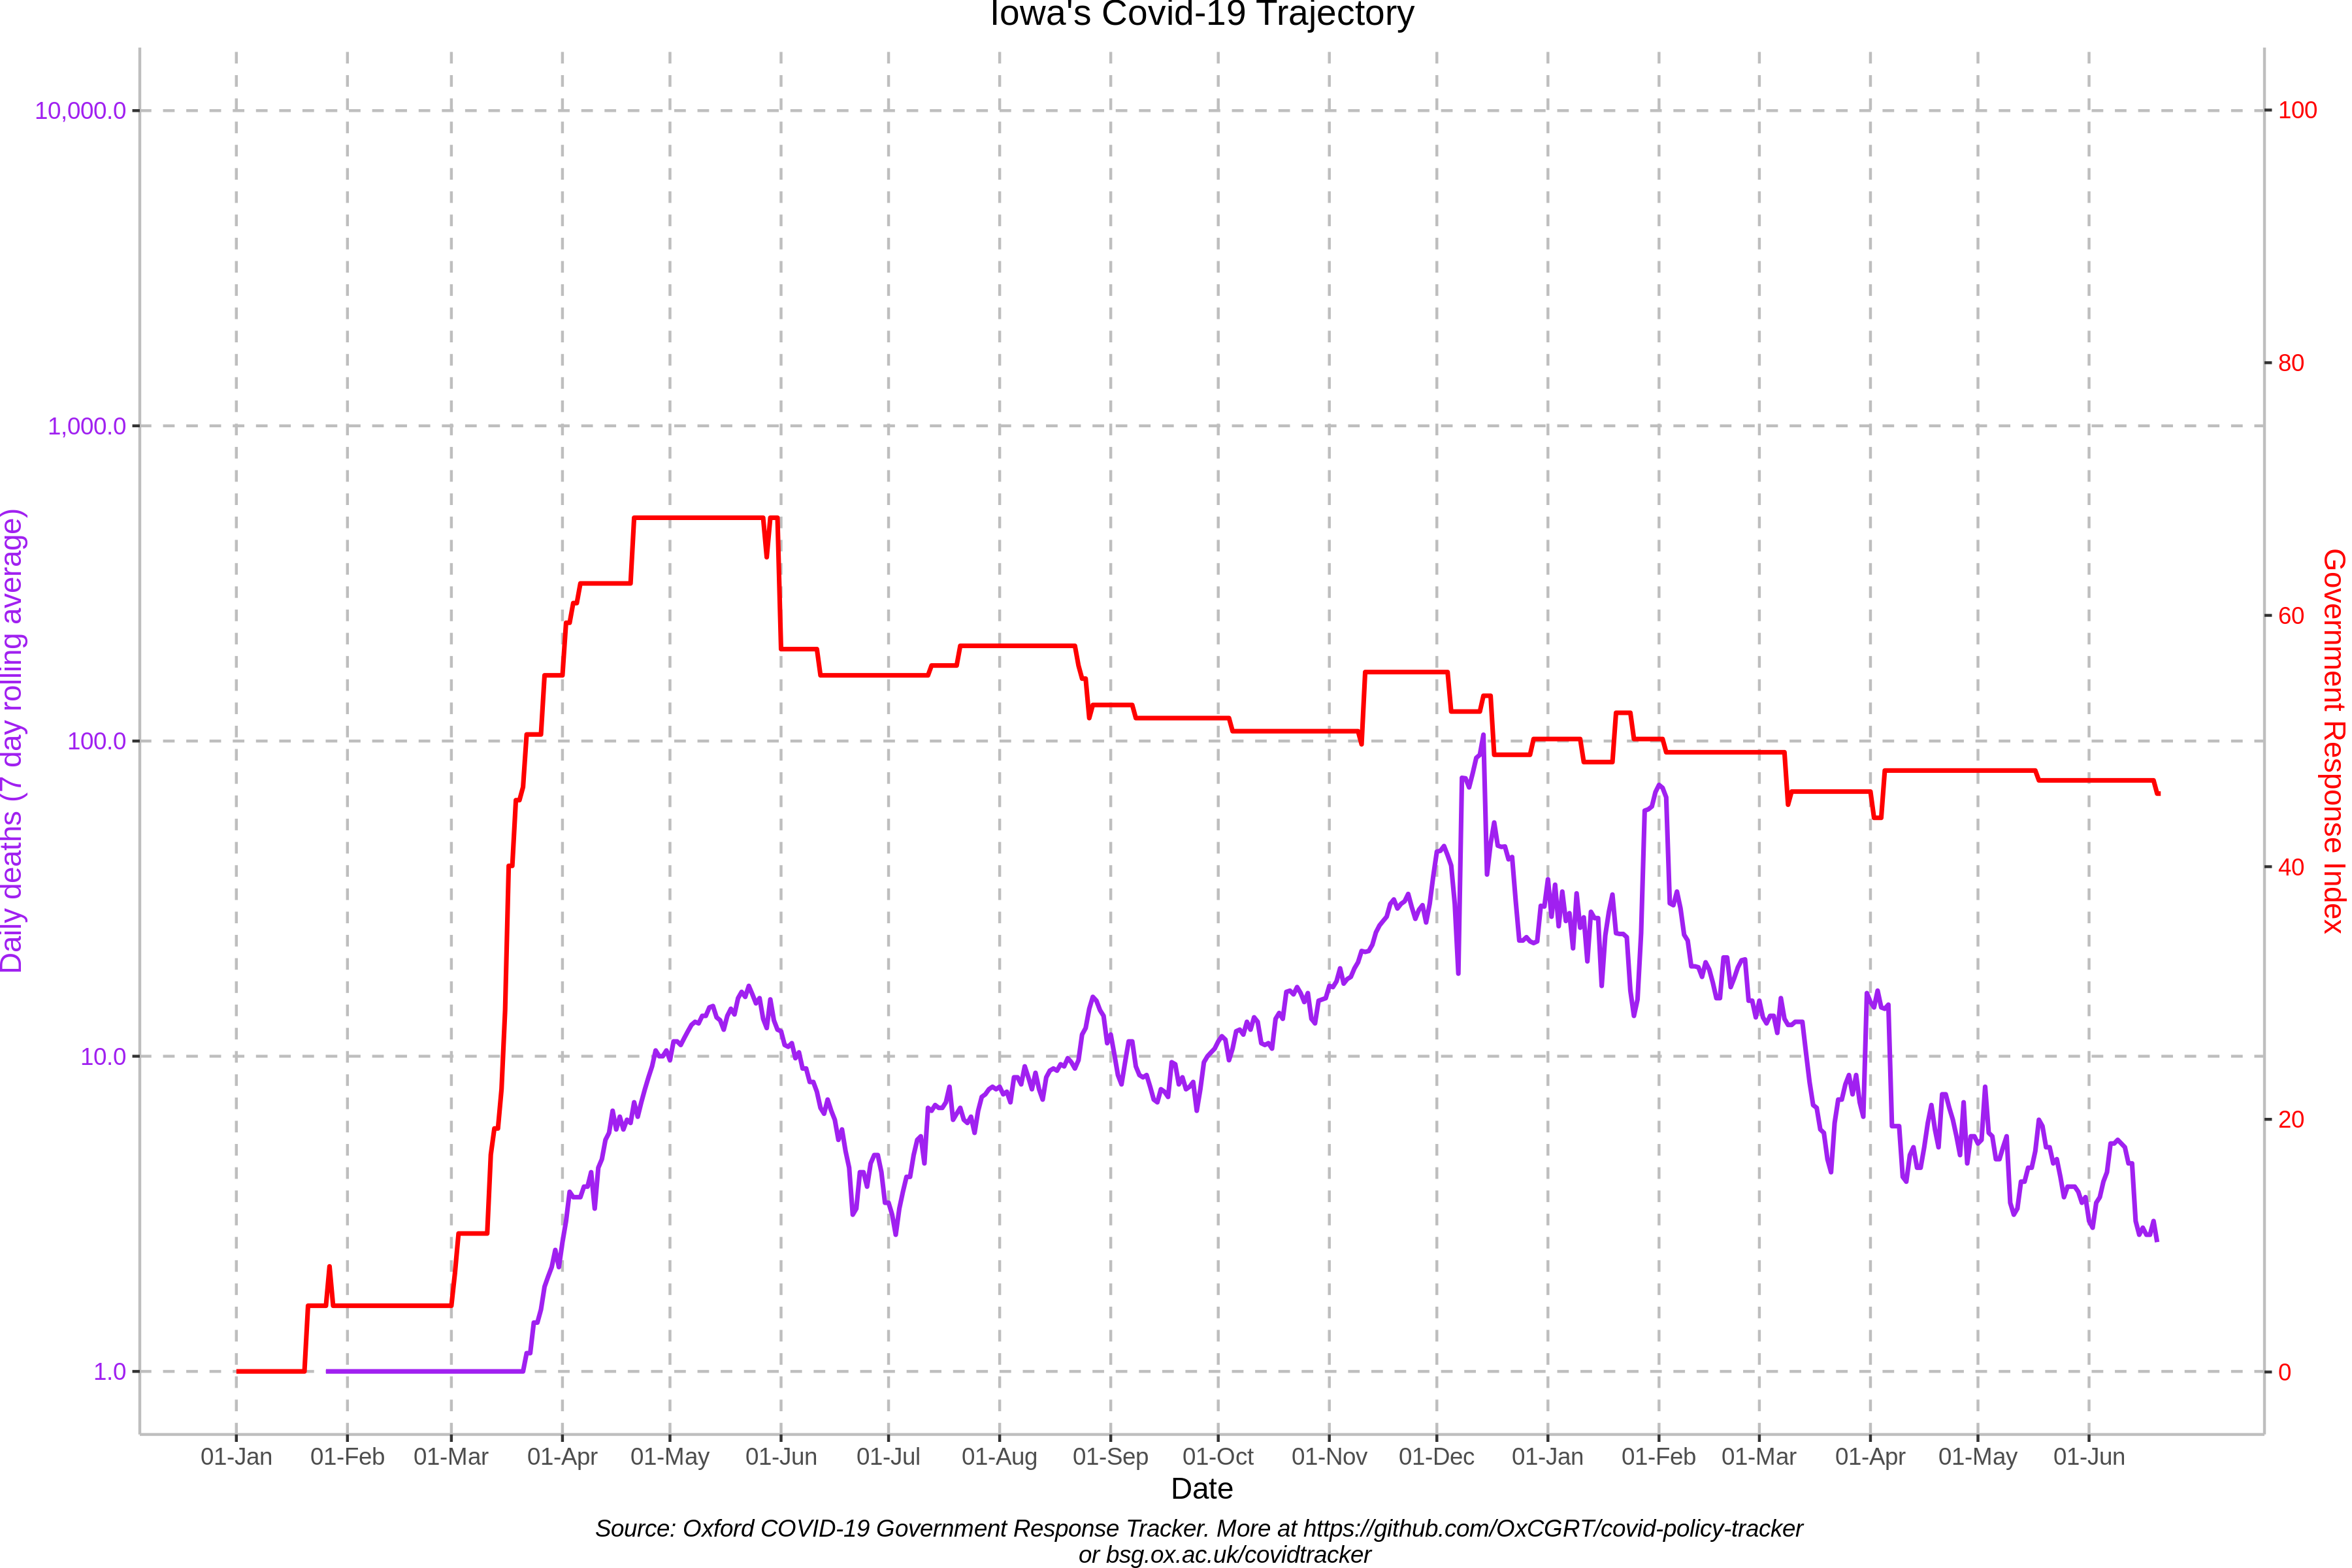 Iowa's Covid-19 Trajectory
10,000.0
1,000.0
100.0
10.0
1.0
Daily deaths (7 day rolling average)
100
80
60
40
20
0
Government Response Index
01-Jan 01-Feb 01-Mar 01-Apr 01-May 01-Jun 01-Jul 01-Aug 01-Sep 01-Oct 01-Nov 01-Dec 01-Jan 01-Feb 01-Mar 01-Apr 01-May 01-Jun
Date
Source: Oxford COVID-19 Government Response Tracker. More at https://github.com/OxCGRT/covid-policy-tracker
or bsg.ox.ac.uk/covidtracker